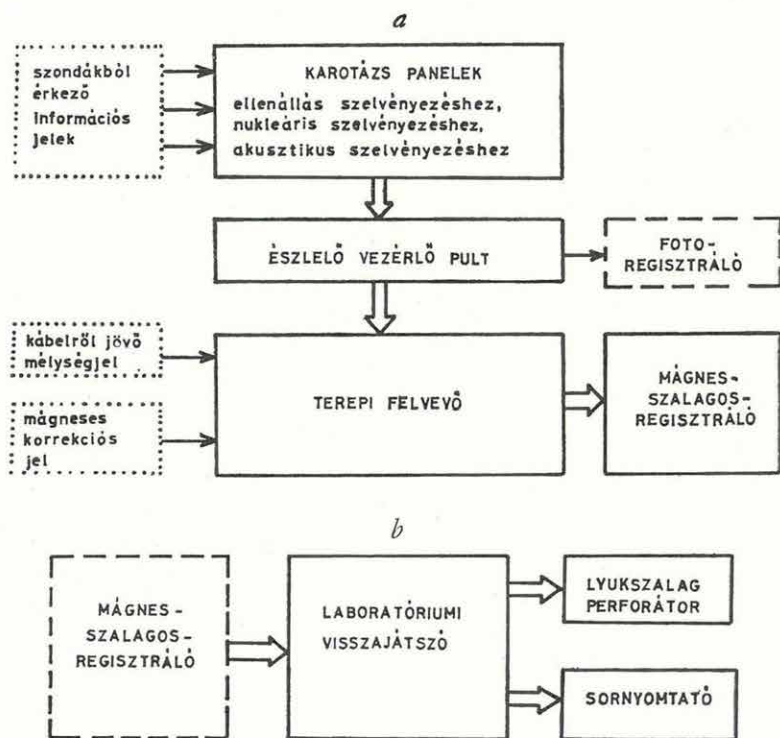 a
szondákból
érkező
információs
jelek
KAROTÁZS PANELEK
ellenállás szelvényezéshez,
nukleáris szelvényezéshez,
akusztikus szelvényezéshez
ÉSZLELŐ VEZÉRLŐ PULT
FOTO-
REGISZTRÁLÓ
kábelről jövő
mélységjel
mágneses
korrekciós
jel
TEREPI FELVEVŐ
MÁGNES-
SZALAGOS-
REGISZTRÁLÓ
b
MÁGNES-
SZALAGOS-
REGISZTRÁLÓ
LABORATÓRIUMI
VISSZAJÁTSZÓ
LYUKSZALAG
PERFORÁTOR
SORNYOMTATÓ